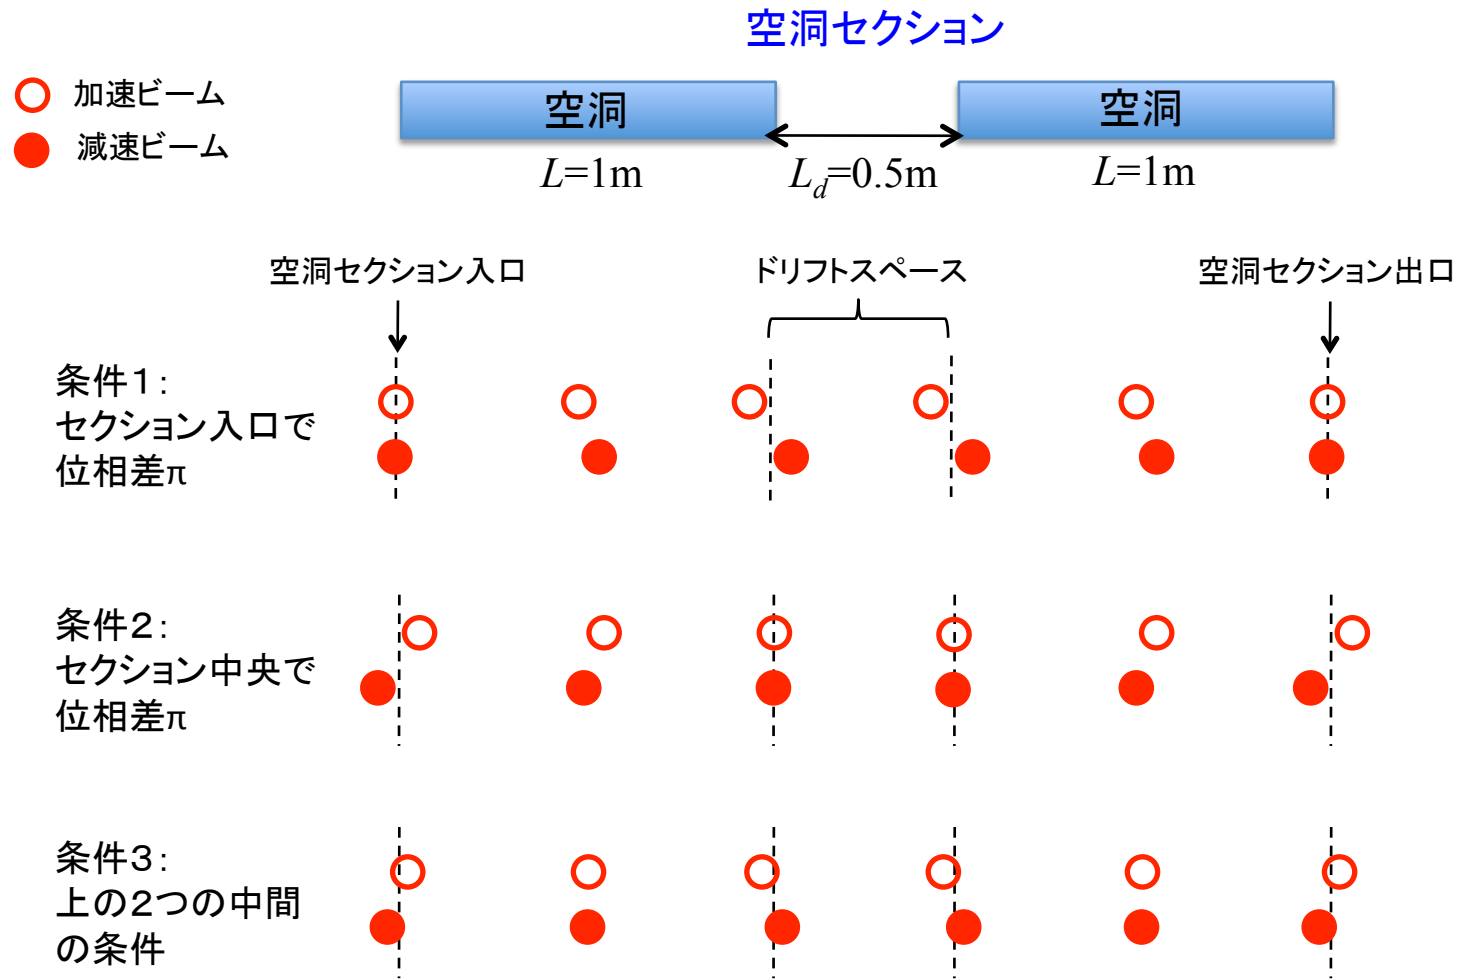 空洞セクション
加速ビーム
減速ビーム
空洞
空洞
L=1m
Ld=0.5m
L=1m
空洞セクション入口
ドリフトスペース
空洞セクション出口
条件1:
セクション入口で
位相差π
条件2:
セクション中央で
位相差π
条件3:
上の2つの中間
の条件